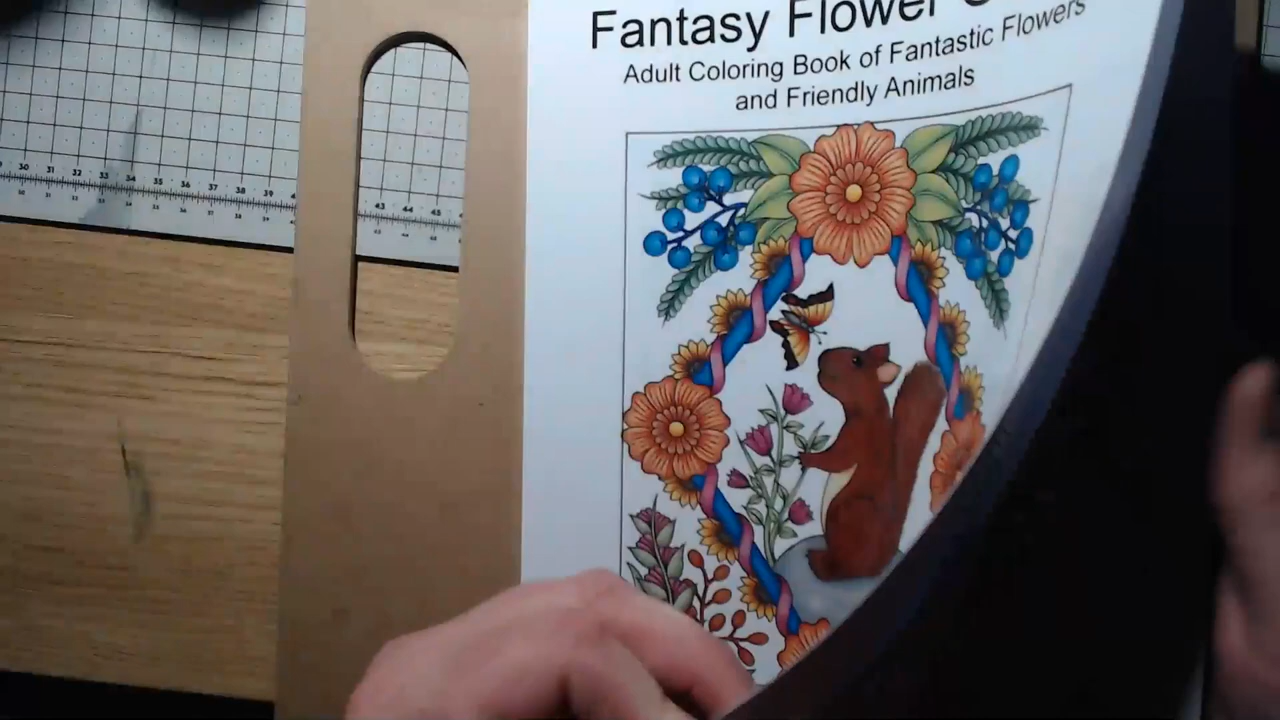 Fantasy Flower
Adult Coloring Book of Fantastic Flowers
and Friendly Animals
30 31 32 33 34 35 36 37 38 39 43 44 45